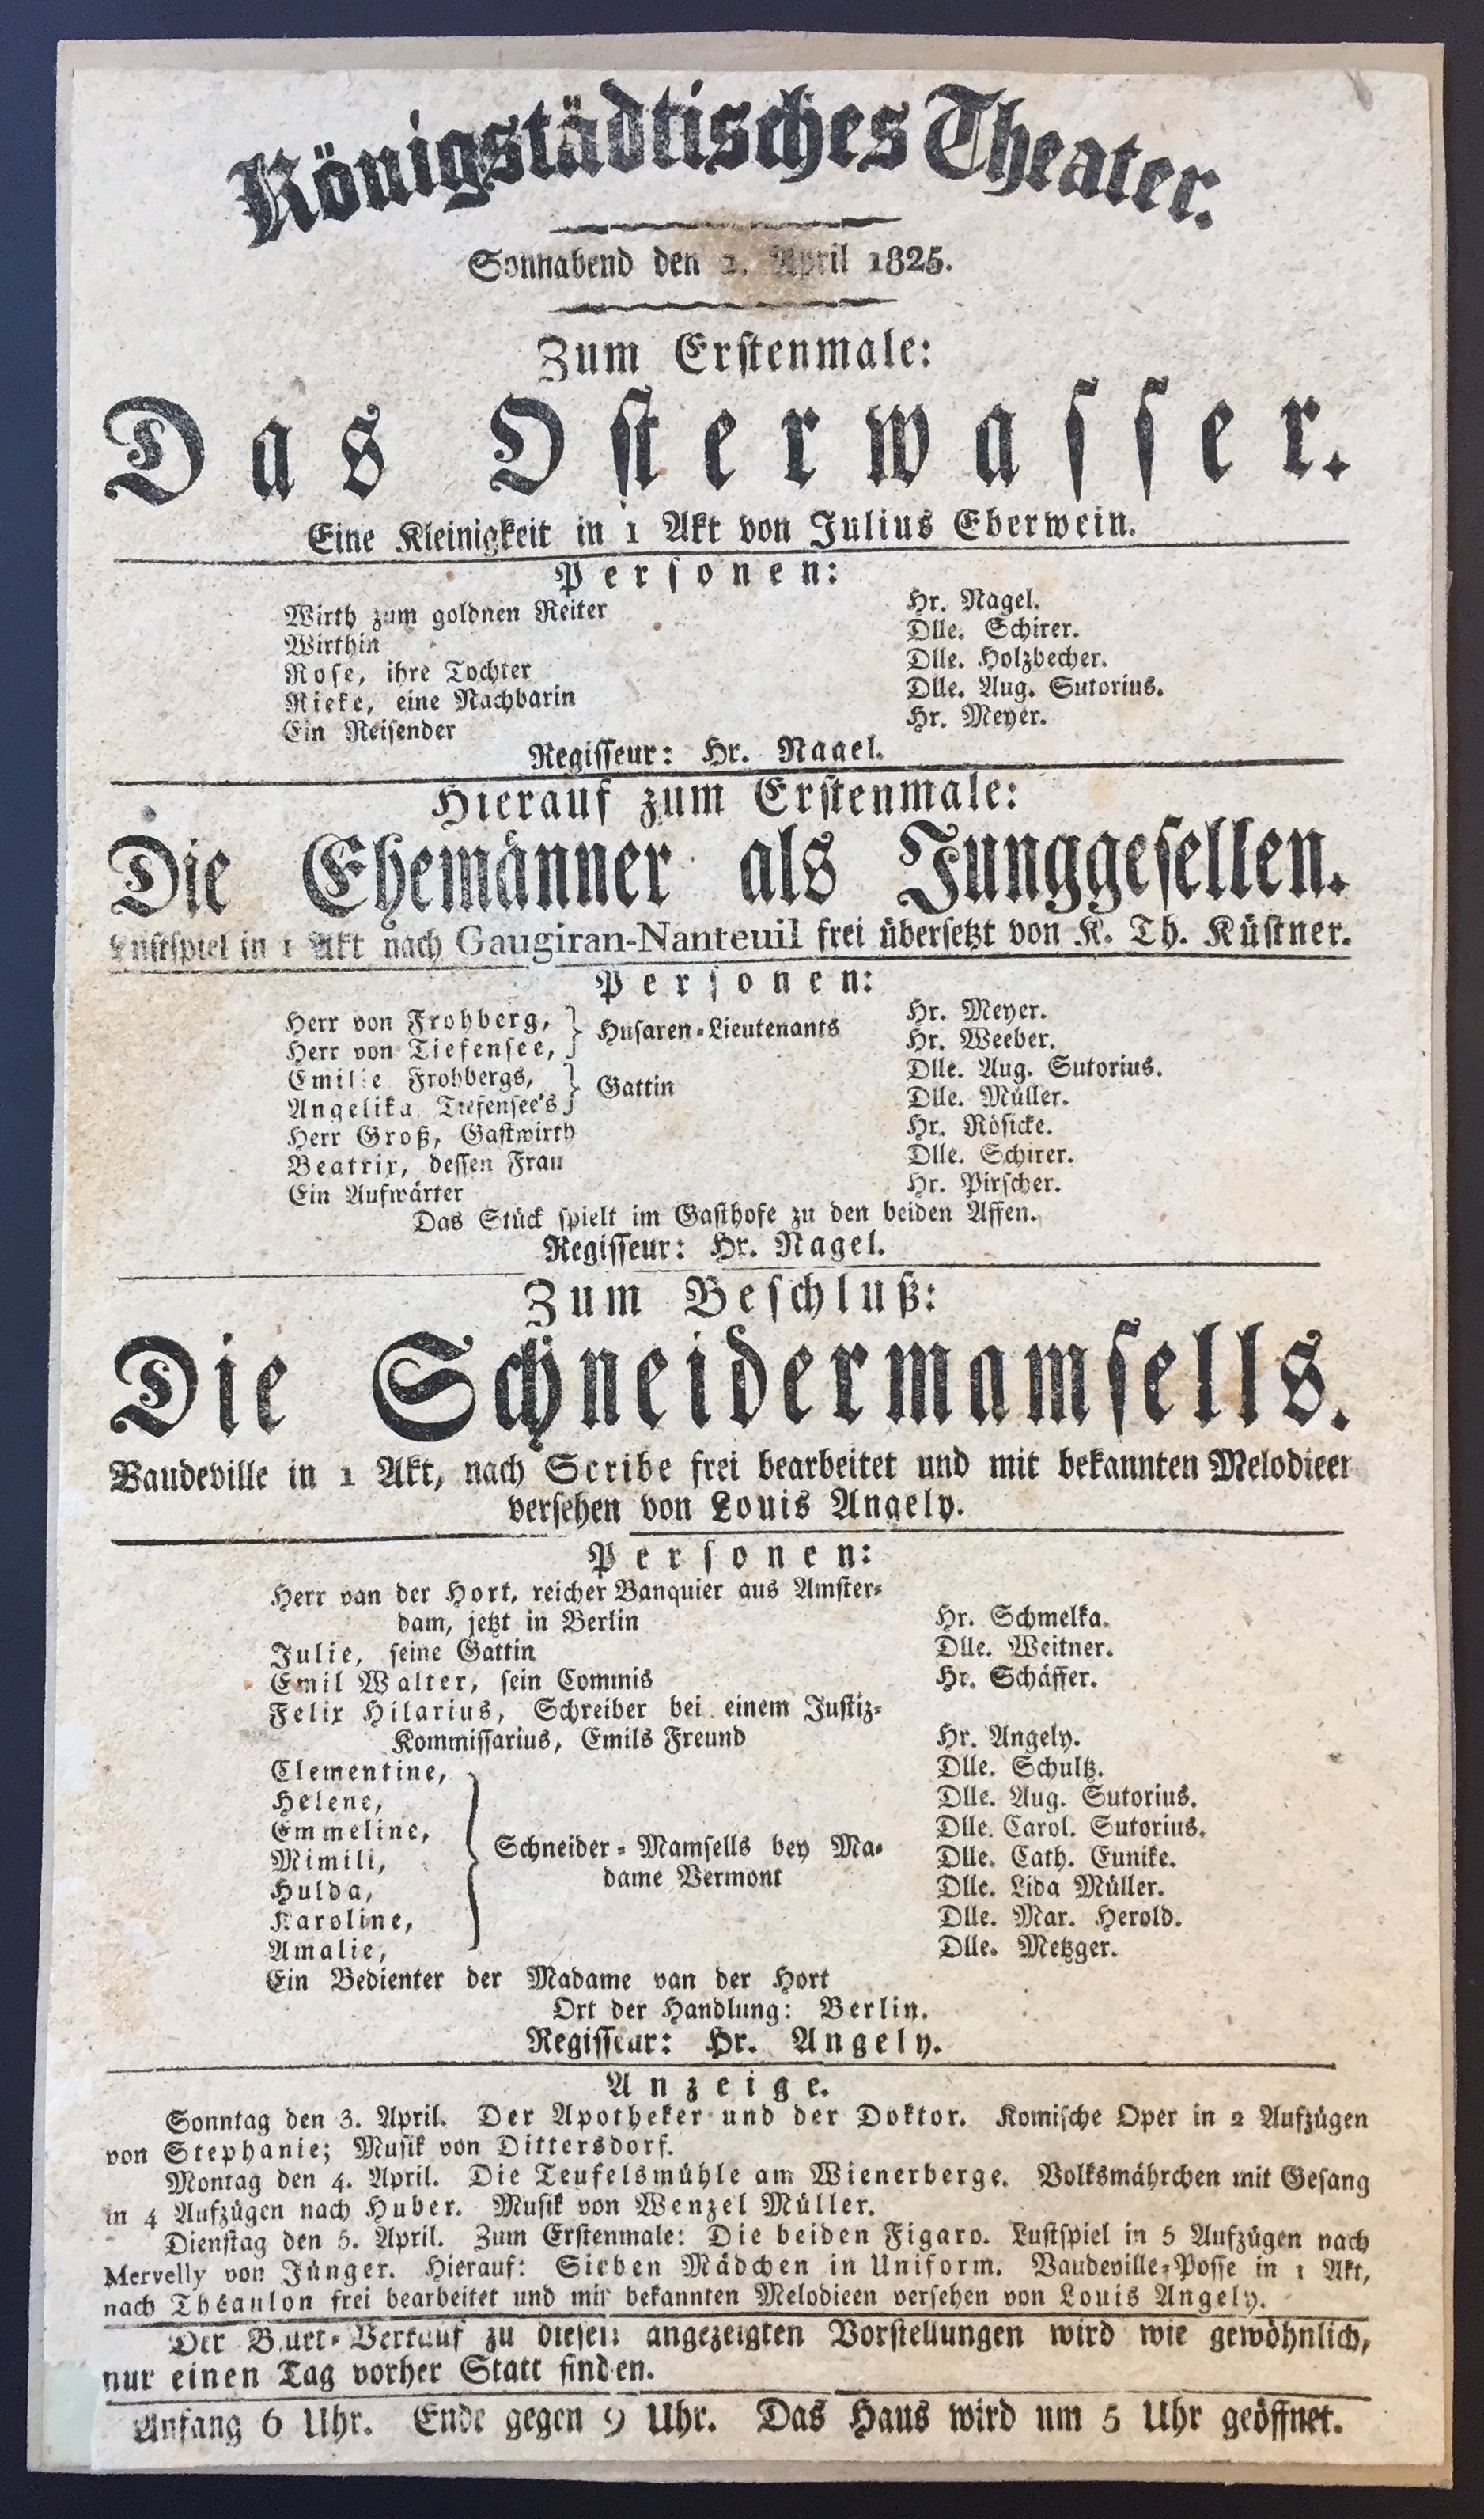 Königstädtisches Theater.
Sonnabend den 2. April 1825.
Zum Erstenmale:
Das Osterwasser.
Eine Kleinigkeit in 1 Akt von Julius Eberwein.
Personen:
Wirth zum goldnen Reiter Hr. Nagel.
Wirthin Dlle. Schirer.
Rose, ihre Tochter Dlle. Holzbecher.
Rieke, eine Nachbarin Dlle. Aug. Sutorius.
Ein Reisender Hr. Meyer.
Regisseur: Hr. Nagel.
Hierauf zum Erstenmale:
Die Ehemänner als Junggesellen.
Lustspiel in 1 Akt nach Gaugiran-Nanteuil frei übersetzt von K. Th. Küstner.
Personen:
Herr von Frohberg, Hr. Meyer.
Husaren-Lieutenants
Herr von Tiefensee, Hr. Weeber.
Emilie Frohbergs, Dlle. Aug. Sutorius.
Gattin
Angelika Tiefensee's Dlle. Müller.
Herr Groß, Gastwirth Hr. Rösicke.
Beatrix, dessen Frau Dlle. Schirer.
Ein Aufwärter Hr. Pirscher.
Das Stück spielt im Gasthofe zu den beiden Affen.
Regisseur: Hr. Nagel.
Zum Beschluß:
Die Schneidermamsells.
Vaudeville in 1 Akt, nach Scribe frei bearbeitet und mit bekannten Melodieen
versehen von Louis Angely.
Personen:
Herr van der Hort, reicher Banquier aus Amster-
dam, jetzt in Berlin Hr. Schmelka.
Julie, seine Gattin Dlle. Weitner.
Emil Walter, sein Commis Hr. Schäffer.
Felix Hilarius, Schreiber bei einem Justiz-
Kommissarius, Emils Freund Hr. Angely.
Clementine, Dlle. Schultz.
Helene, Dlle. Aug. Sutorius.
Emmeline, Dlle. Carol. Sutorius.
Schneider-Mamsells bey Ma-
Mimili, Dlle. Cath. Eunike.
dame Vermont
Hulda, Dlle. Lida Müller.
Karoline, Dlle. Mar. Herold.
Amalie, Dlle. Metzger.
Ein Bedienter der Madame van der Hort
Ort der Handlung: Berlin.
Regisseur: Hr. Angely.
Anzeige.
Sonntag den 3. April. Der Apotheker und der Doktor. Komische Oper in 2 Aufzügen
von Stephanie; Musik von Dittersdorf.
Montag den 4. April. Die Teufelsmühle am Wienerberge. Volksmährchen mit Gesang
in 4 Aufzügen nach Huber. Musik von Wenzel Müller.
Dienstag den 5. April. Zum Erstenmale: Die beiden Figaro. Lustspiel in 5 Aufzügen nach
Mervelly von Jünger. Hierauf: Sieben Mädchen in Uniform. Vaudeville-Posse in 1 Akt,
nach Théaulon frei bearbeitet und mit bekannten Melodieen versehen von Louis Angely.
Der Billet-Verkauf zu diesen angezeigten Vorstellungen wird wie gewöhnlich,
nur einen Tag vorher Statt finden.
Anfang 6 Uhr. Ende gegen 9 Uhr. Das Haus wird um 5 Uhr geöffnet.